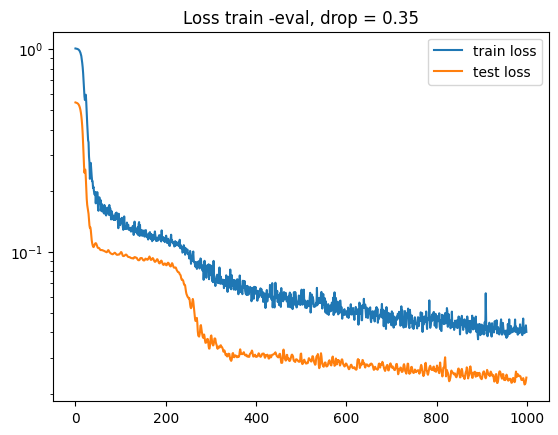 Loss train -eval, drop = 0.35
train loss
test loss
10⁰
10⁻¹
0 200 400 600 800 1000